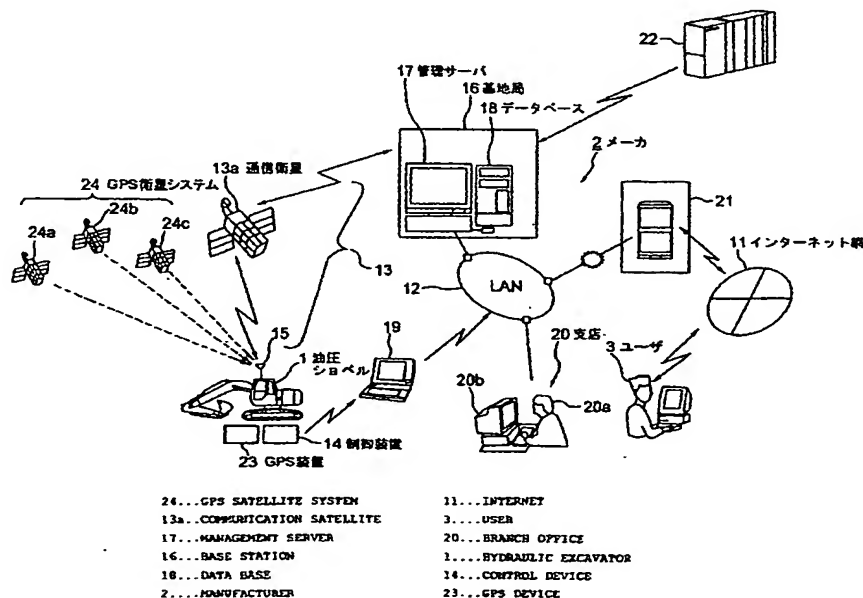 22
17 管理サーバ
16 基地局
18 データベース
2 メーカ
13a 通信衛星
24 GPS衛星システム
24b
24a
24c
21
11 インターネット網
13
12
LAN
15
19
1 油圧
ショベル
20 支店
3 ユーザ
20b
20a
14 制御装置
23 GPS装置
24...GPS SATELLITE SYSTEM
13a..COMMUNICATION SATELLITE
17...MANAGEMENT SERVER
16...BASE STATION
18...DATA BASE
2....MANUFACTURER
11...INTERNET
3....USER
20...BRANCH OFFICE
1....HYDRAULIC EXCAVATOR
14...CONTROL DEVICE
23...GPS DEVICE